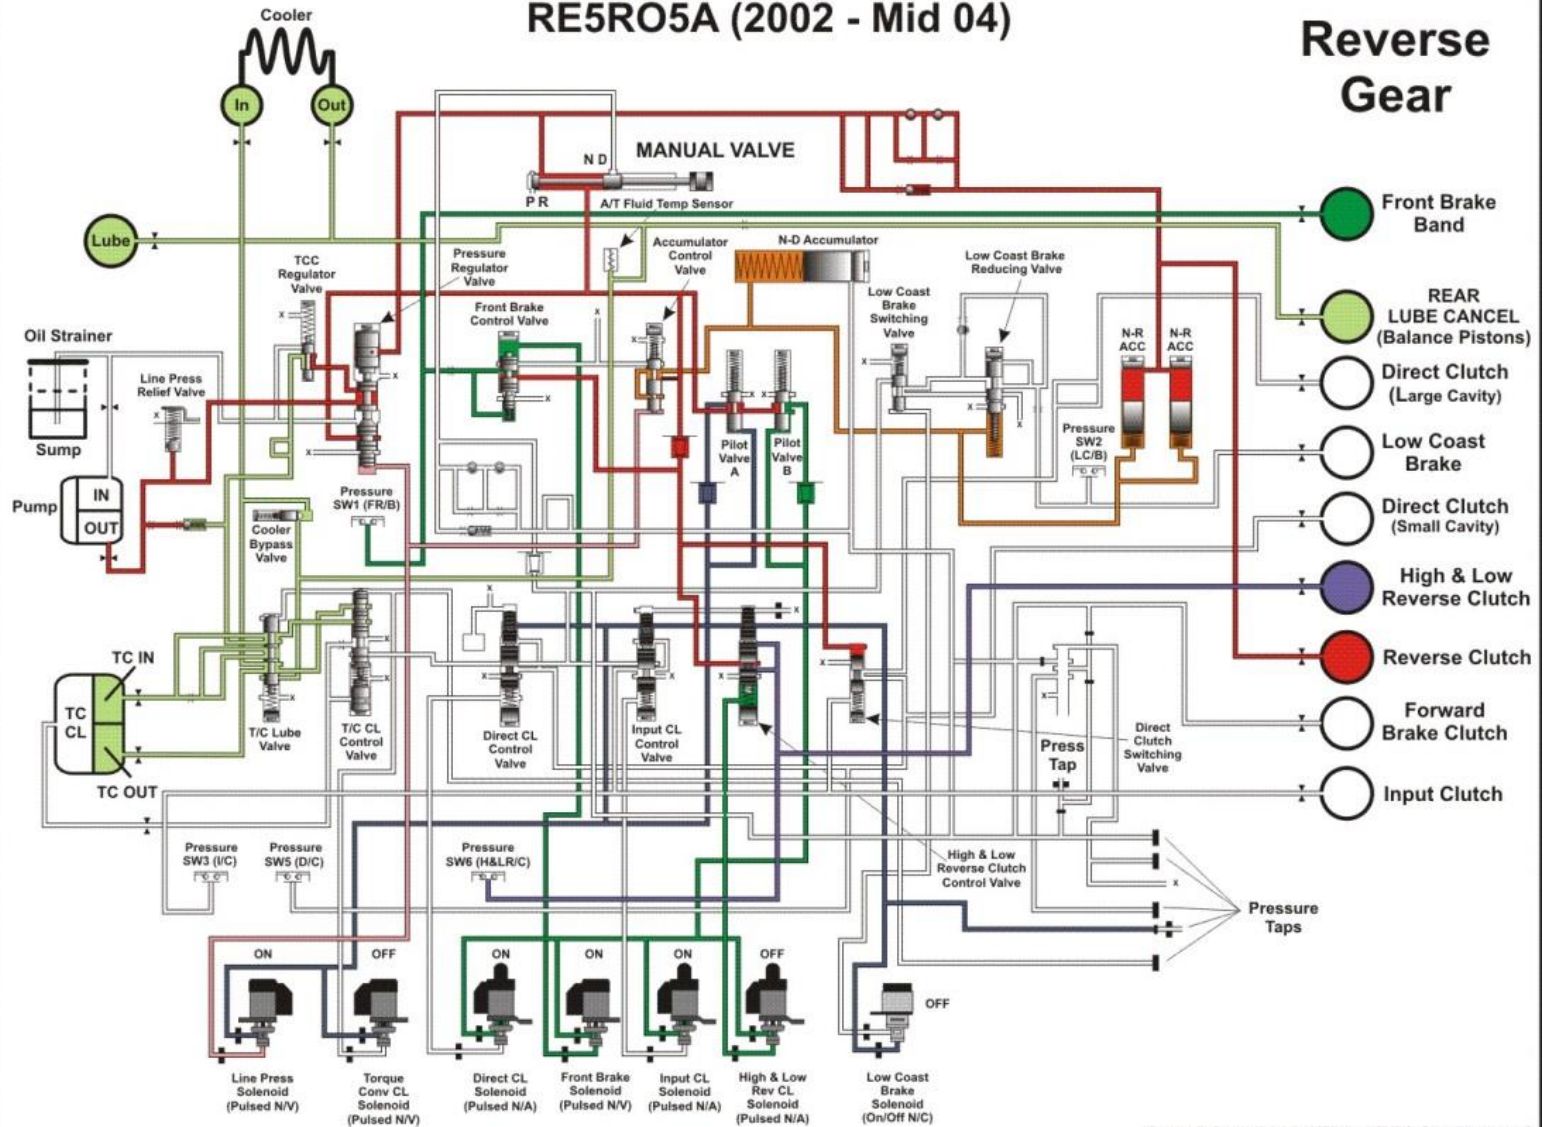 RE5RO5A (2002 - Mid 04)
Reverse
Gear
Cooler
In
Out
Lube
MANUAL VALVE
N D
P R
A/T Fluid Temp Sensor
TCC
Regulator
Valve
Pressure
Regulator
Valve
Accumulator
Control
Valve
N-D Accumulator
Low Coast Brake
Reducing Valve
Front Brake
Control Valve
Low Coast
Brake
Switching
Valve
N-R
ACC
N-R
ACC
Oil Strainer
Sump
Line Press
Relief Valve
x
x
x
x
x
x
x
x
x
x
x
x
Pilot
Valve
A
Pilot
Valve
B
Pressure
SW2
(LC/B)
Pump
IN
OUT
Pressure
SW1 (FR/B)
Cooler
Bypass
Valve
TC IN
TC
CL
TC OUT
T/C Lube
Valve
T/C CL
Control
Valve
Direct CL
Control
Valve
Input CL
Control
Valve
x
x
x
x
x
x
x
x
x
x
Press
Tap
Direct
Clutch
Switching
Valve
High & Low
Reverse Clutch
Control Valve
x
Pressure
Taps
Pressure
SW3 (I/C)
Pressure
SW5 (D/C)
Pressure
SW6 (H&LR/C)
Front Brake
Band
REAR
LUBE CANCEL
(Balance Pistons)
Direct Clutch
(Large Cavity)
Low Coast
Brake
Direct Clutch
(Small Cavity)
High & Low
Reverse Clutch
Reverse Clutch
Forward
Brake Clutch
Input Clutch
ON
OFF
ON
ON
ON
OFF
OFF
Line Press
Solenoid
(Pulsed N/V)
Torque
Conv CL
Solenoid
(Pulsed N/V)
Direct CL
Solenoid
(Pulsed N/A)
Front Brake
Solenoid
(Pulsed N/V)
Input CL
Solenoid
(Pulsed N/A)
High & Low
Rev CL
Solenoid
(Pulsed N/A)
Low Coast
Brake
Solenoid
(On/Off N/C)